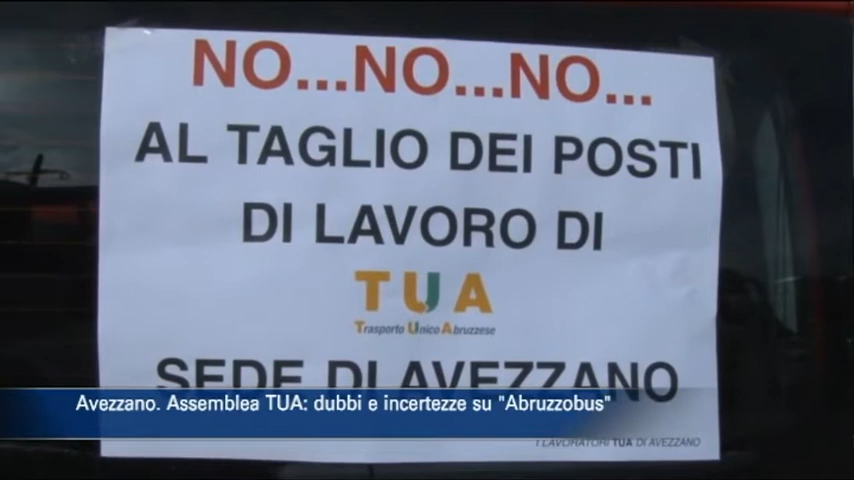 NO...NO...NO...
AL TAGLIO DEI POSTI
DI LAVORO DI
TUA
Trasporto Unico Abruzzese
SEDE DI AVEZZANO
Avezzano. Assemblea TUA: dubbi e incertezze su "Abruzzobus"
I LAVORATORI TUA DI AVEZZANO